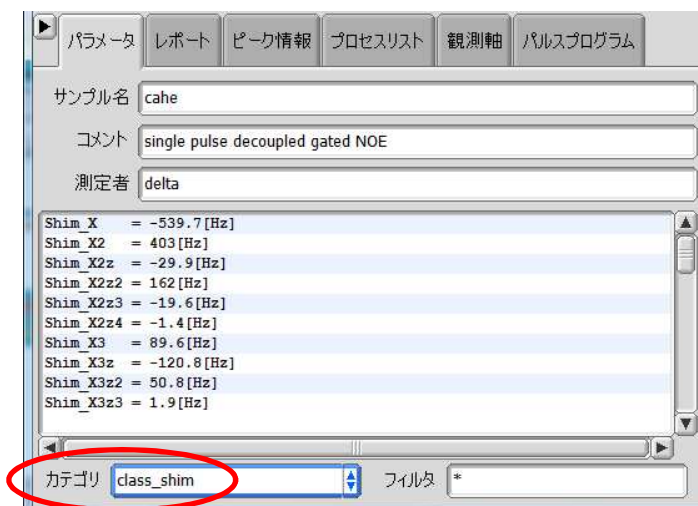 パラメータ レポート ピーク情報 プロセスリスト 観測軸 パルスプログラム
サンプル名 cahe
コメント single pulse decoupled gated NOE
測定者 delta
Shim_X = -539.7[Hz]
Shim_X2 = 403[Hz]
Shim_X2z = -29.9[Hz]
Shim_X2z2 = 162[Hz]
Shim_X2z3 = -19.6[Hz]
Shim_X2z4 = -1.4[Hz]
Shim_X3 = 89.6[Hz]
Shim_X3z = -120.8[Hz]
Shim_X3z2 = 50.8[Hz]
Shim_X3z3 = 1.9[Hz]
カテゴリ class_shim フィルタ *